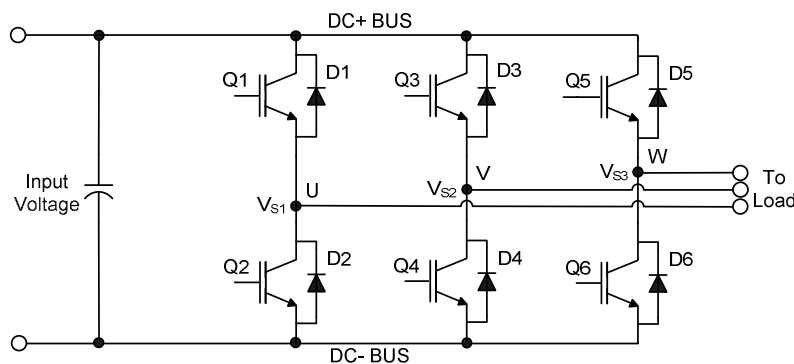 DC+ BUS
Q1
D1
Q3
D3
Q5
D5
Input
Voltage
U
V
W
VS1
VS2
VS3
To
Load
Q2
D2
Q4
D4
Q6
D6
DC- BUS